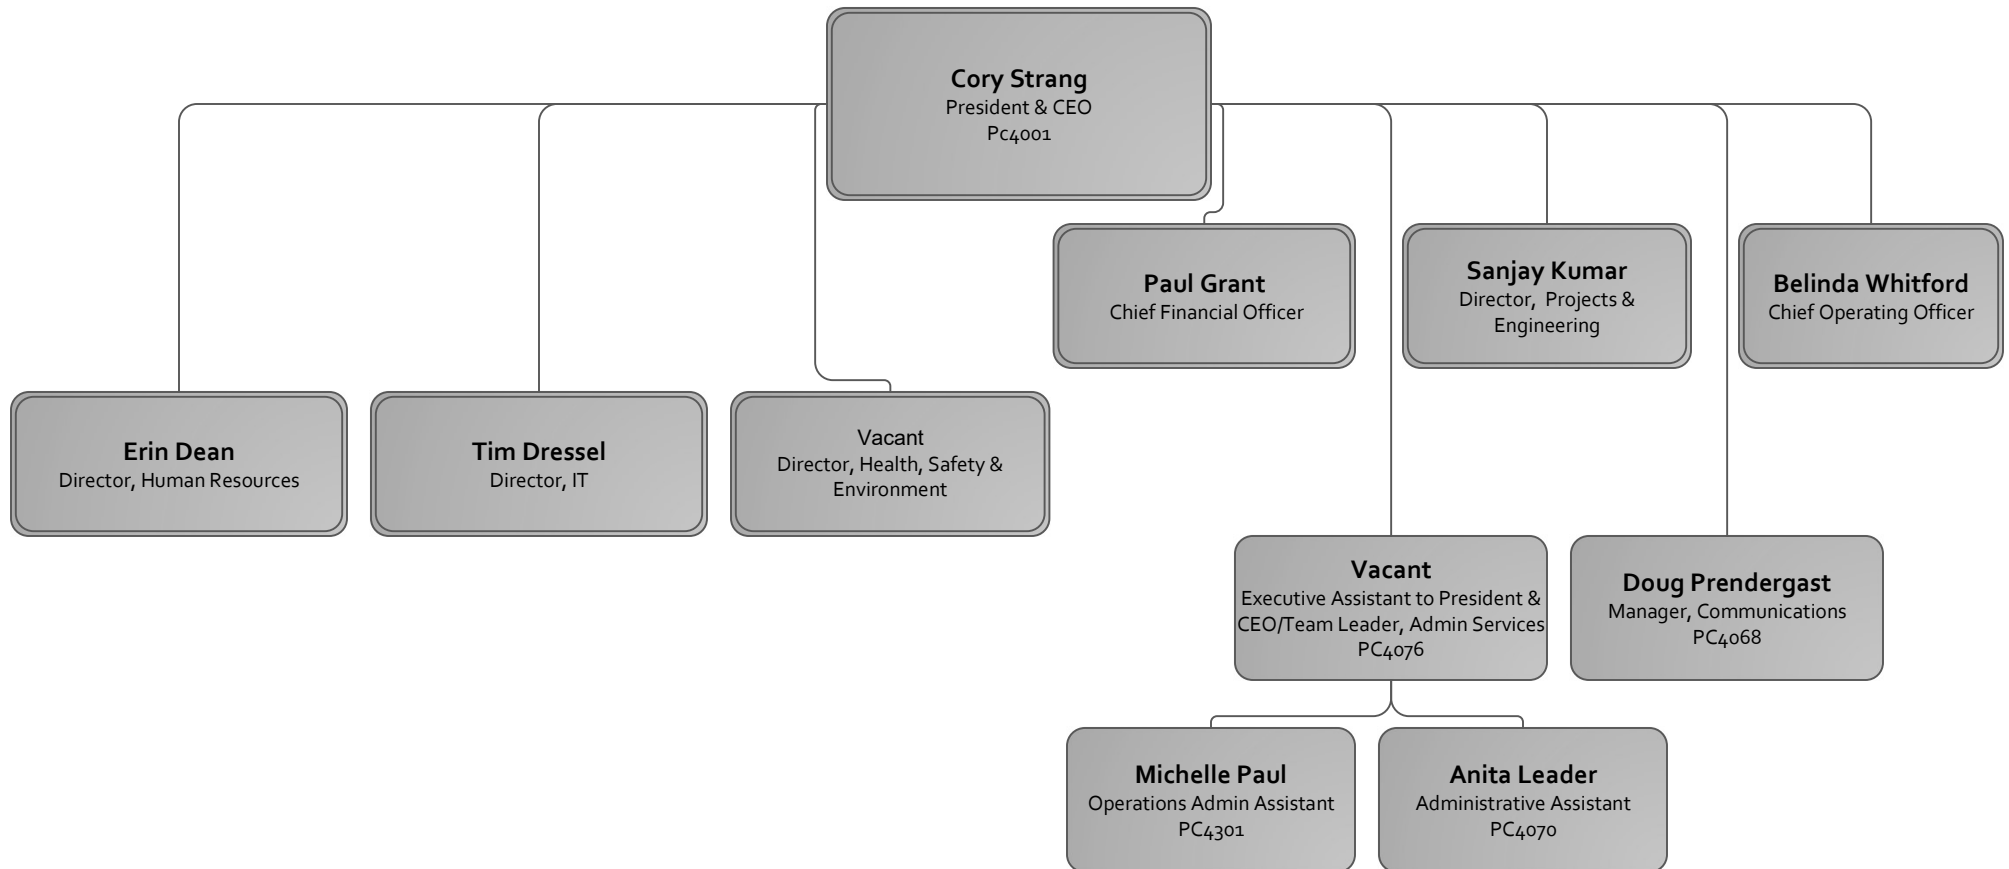 Cory Strang
President & CEO
Pc4001
Paul Grant
Chief Financial Officer
Sanjay Kumar
Director,  Projects &
Engineering
Belinda Whitford
Chief Operating Officer
Erin Dean
Director, Human Resources
Tim Dressel
Director, IT
Vacant
Director, Health, Safety &
Environment
Vacant
Executive Assistant to President &
CEO/Team Leader, Admin Services
PC4076
Doug Prendergast
Manager, Communications
PC4068
Michelle Paul
Operations Admin Assistant
PC4301
Anita Leader
Administrative Assistant
PC4070